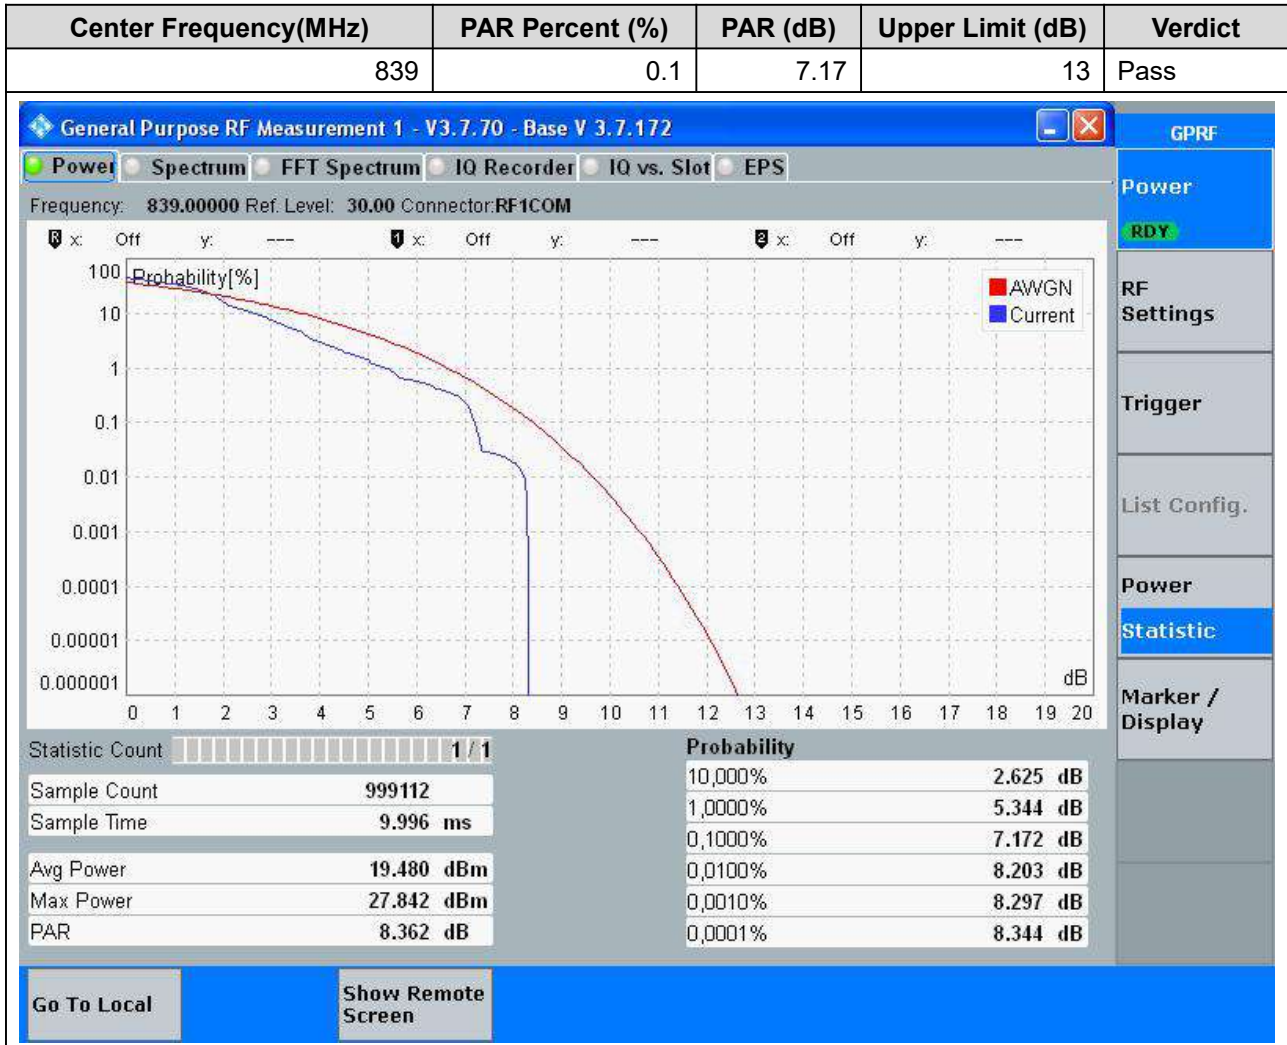 Center Frequency(MHz) PAR Percent (%) PAR (dB) Upper Limit (dB) Verdict
839 0.1 7.17 13 Pass
General Purpose RF Measurement 1 - V3.7.70 - Base V 3.7.172
GPRF
Power Spectrum FFT Spectrum IQ Recorder IQ vs. Slot EPS
Frequency: 839.00000 Ref. Level: 30.00 Connector:RF1COM
R x: Off y: --- 1 x: Off y: --- 2 x: Off y: ---
Probability[%]
AWGN
Current
100
10
1
0.1
0.01
0.001
0.0001
0.00001
0.000001
dB
0 1 2 3 4 5 6 7 8 9 10 11 12 13 14 15 16 17 18 19 20
Statistic Count 1 / 1
Sample Count 999112
Sample Time 9.996 ms
Avg Power 19.480 dBm
Max Power 27.842 dBm
PAR 8.362 dB
Probability
10,000% 2.625 dB
1,0000% 5.344 dB
0,1000% 7.172 dB
0,0100% 8.203 dB
0,0010% 8.297 dB
0,0001% 8.344 dB
Power
RDY
RF
Settings
Trigger
List Config.
Power
Statistic
Marker /
Display
Go To Local
Show Remote
Screen